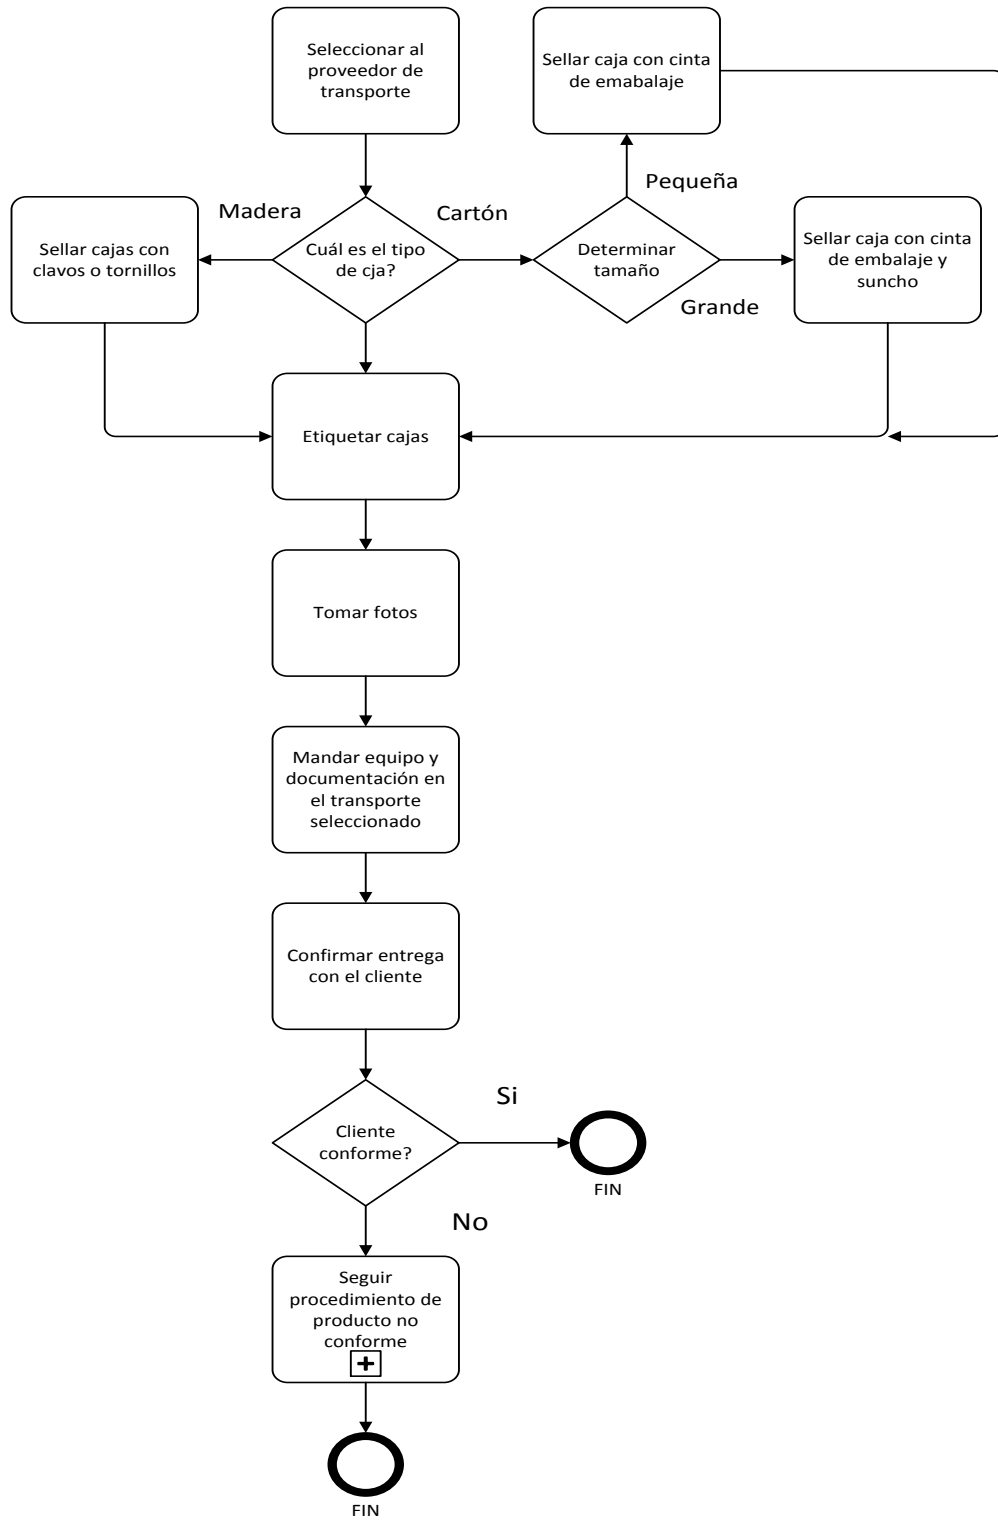 Seleccionar al
proveedor de
transporte
Sellar caja con cinta
de emabalaje
Pequeña
Madera
Cartón
Sellar cajas con
clavos o tornillos
Cuál es el tipo
de cja?
Determinar
tamaño
Sellar caja con cinta
de embalaje y
suncho
Grande
Etiquetar cajas
Tomar fotos
Mandar equipo y
documentación en
el transporte
seleccionado
Confirmar entrega
con el cliente
Si
Cliente
conforme?
FIN
No
Seguir
procedimiento de
producto no
conforme
FIN